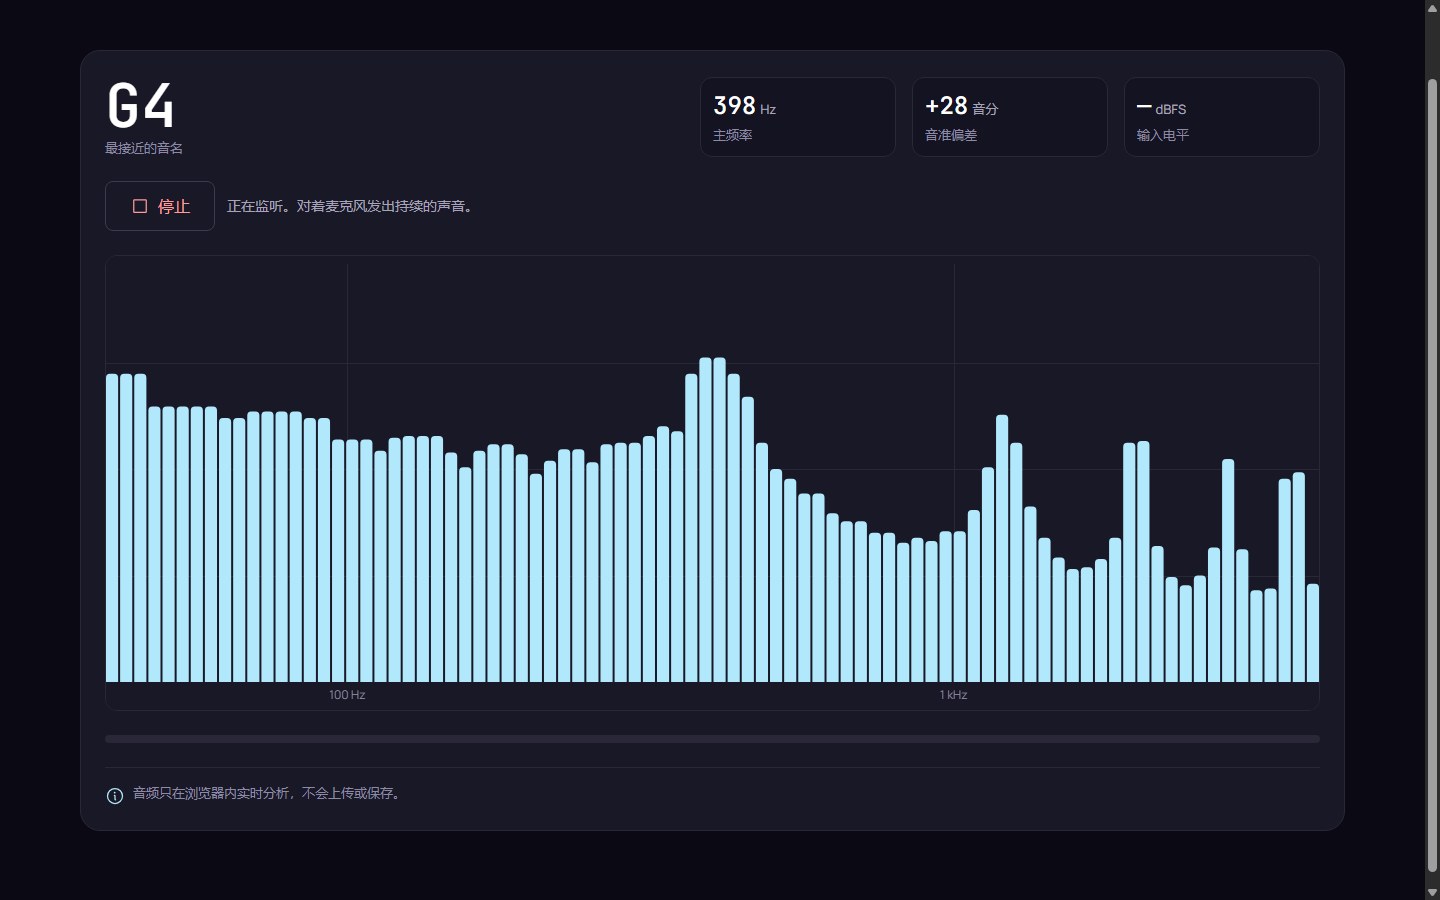 G4
最接近的音名
398 Hz
主频率
+28 音分
音准偏差
— dBFS
输入电平
停止
正在监听。对着麦克风发出持续的声音。
100 Hz
1 kHz
音频只在浏览器内实时分析，不会上传或保存。